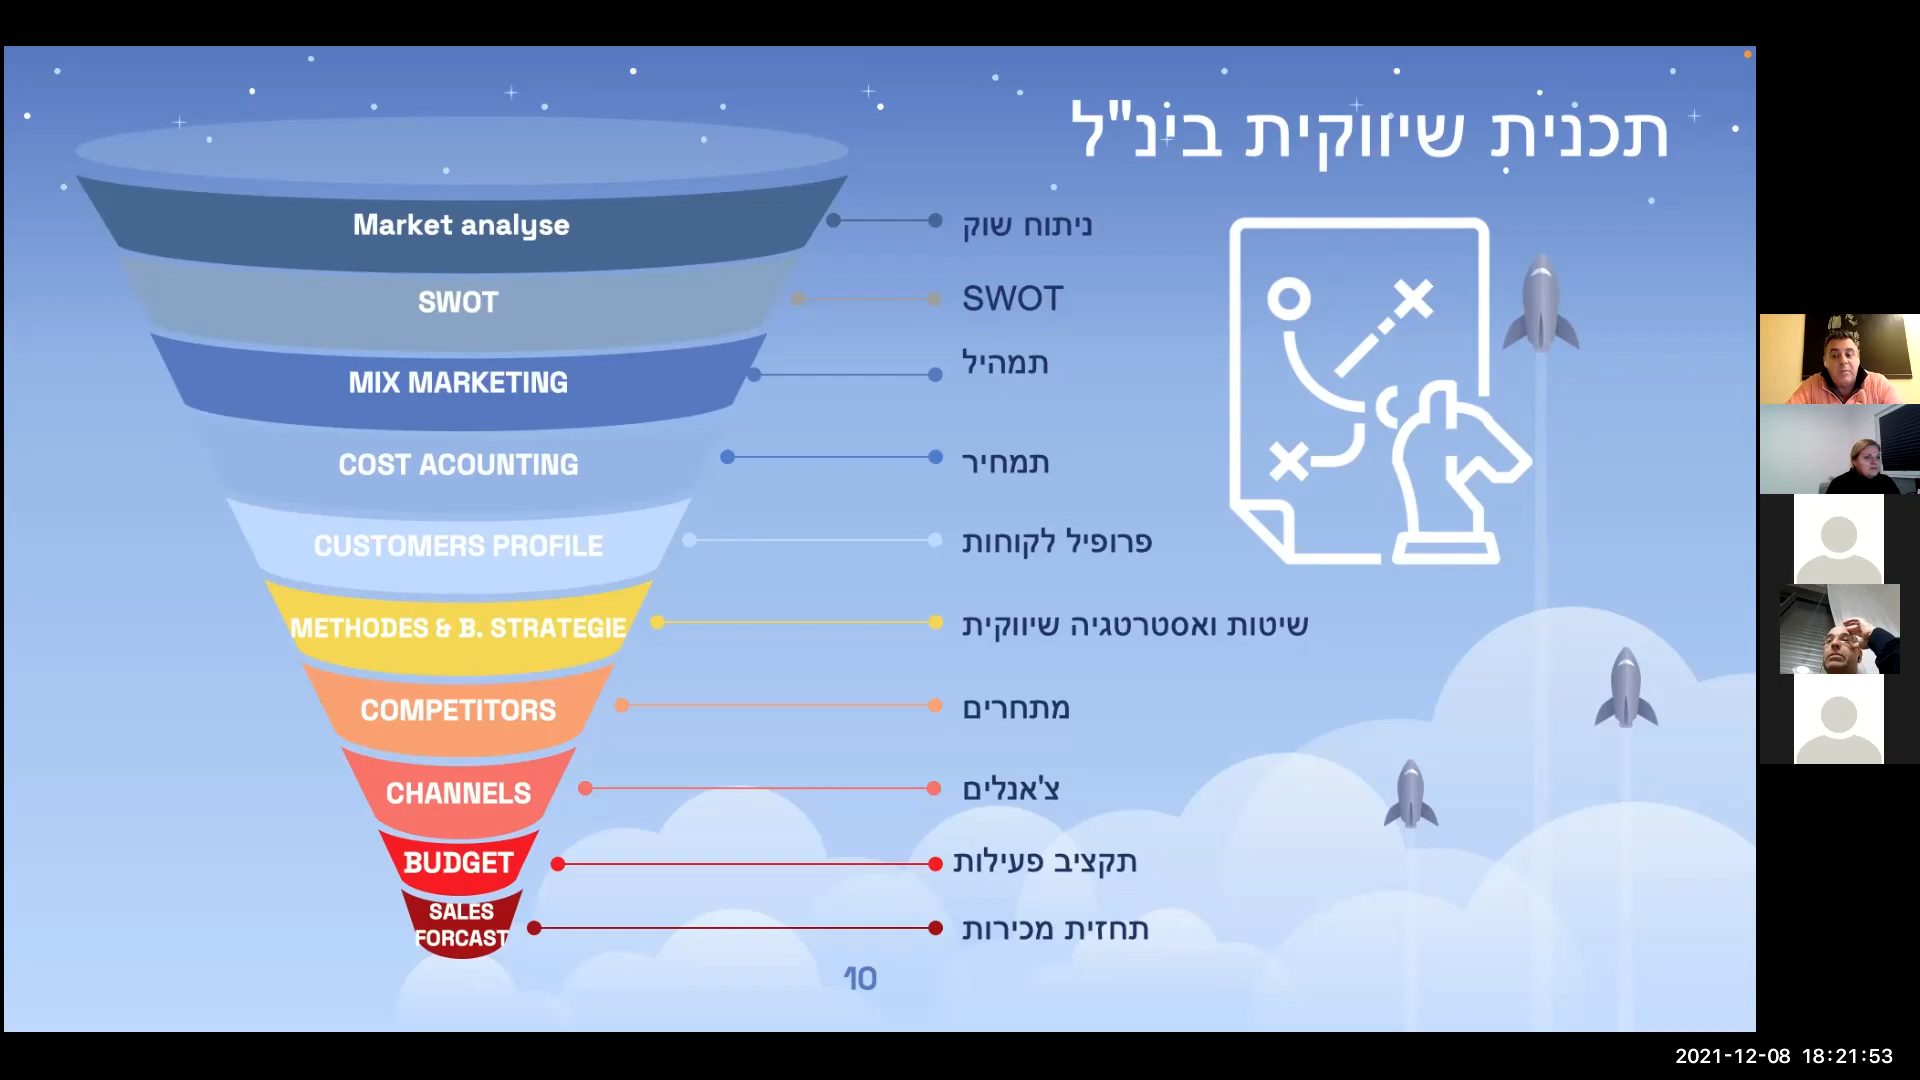 תכנית שיווקית בינ"ל
Market analyse
ניתוח שוק
SWOT
SWOT
MIX MARKETING
תמהיל
COST ACOUNTING
תמחיר
CUSTOMERS PROFILE
פרופיל לקוחות
METHODES & B. STRATEGIE
שיטות ואסטרטגיה שיווקית
COMPETITORS
מתחרים
CHANNELS
צ'אנלים
BUDGET
תקציב פעילות
SALES
FORCAST
תחזית מכירות
10
2021-12-08 18:21:53